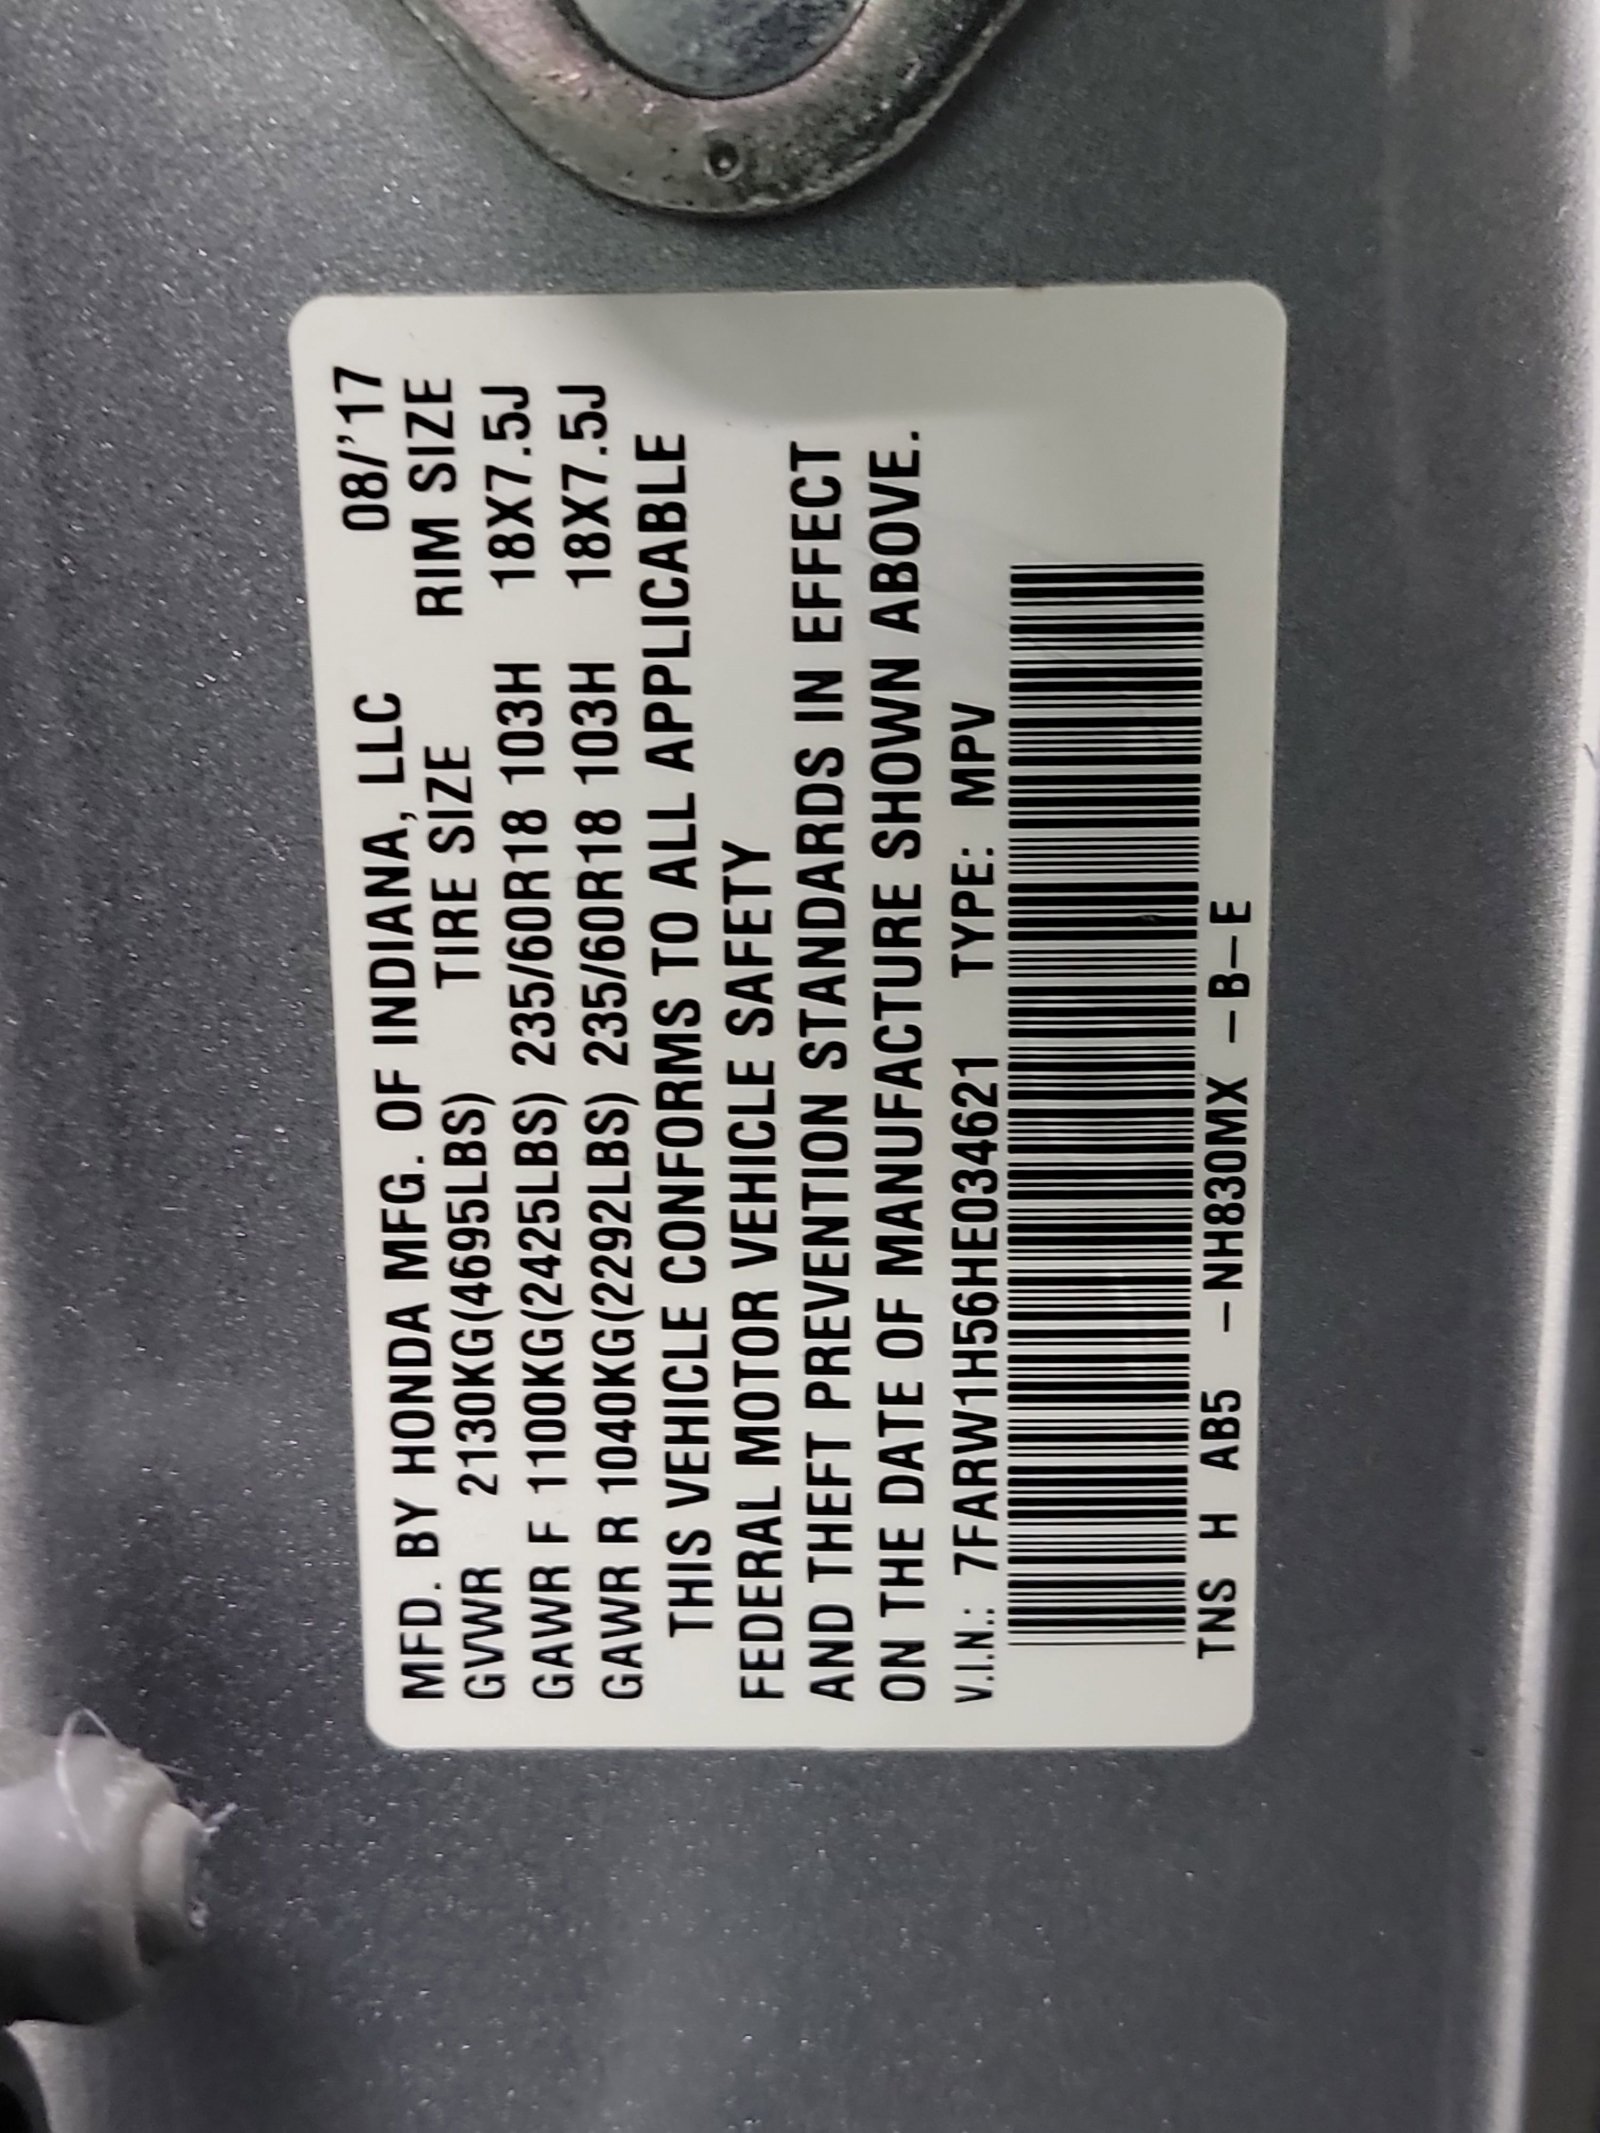 MFD. BY HONDA MFG. OF INDIANA, LLC 08/'17
GVWR 2130KG(4695LBS) TIRE SIZE RIM SIZE
GAWR F 1100KG(2425LBS) 235/60R18 103H 18X7.5J
GAWR R 1040KG(2292LBS) 235/60R18 103H 18X7.5J
THIS VEHICLE CONFORMS TO ALL APPLICABLE
FEDERAL MOTOR VEHICLE SAFETY
AND THEFT PREVENTION STANDARDS IN EFFECT
ON THE DATE OF MANUFACTURE SHOWN ABOVE.
V.I.N.: 7FARW1H56HE034621 TYPE: MPV
TNS H AB5 –NH830MX –B–E